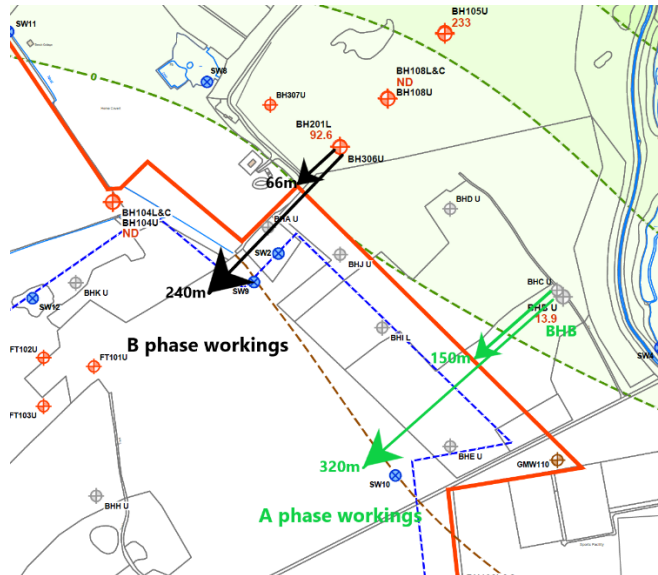 BH105U
233
SW11
SW8
BH108L&C
ND
BH108U
BH307U
0
BH201L
92.6
BH306U
66m
BH104L&C
BH104U
ND
BHA U
BHD U
SW2
BHJ U
BHK U
240m
SW9
BHC U
SW12
BHB U
13.9
BHB
BHI L
B phase workings
150m
SW4
FT102U
FT101U
FT103U
BHE U
320m
GMW110
SW10
BHH U
A phase workings